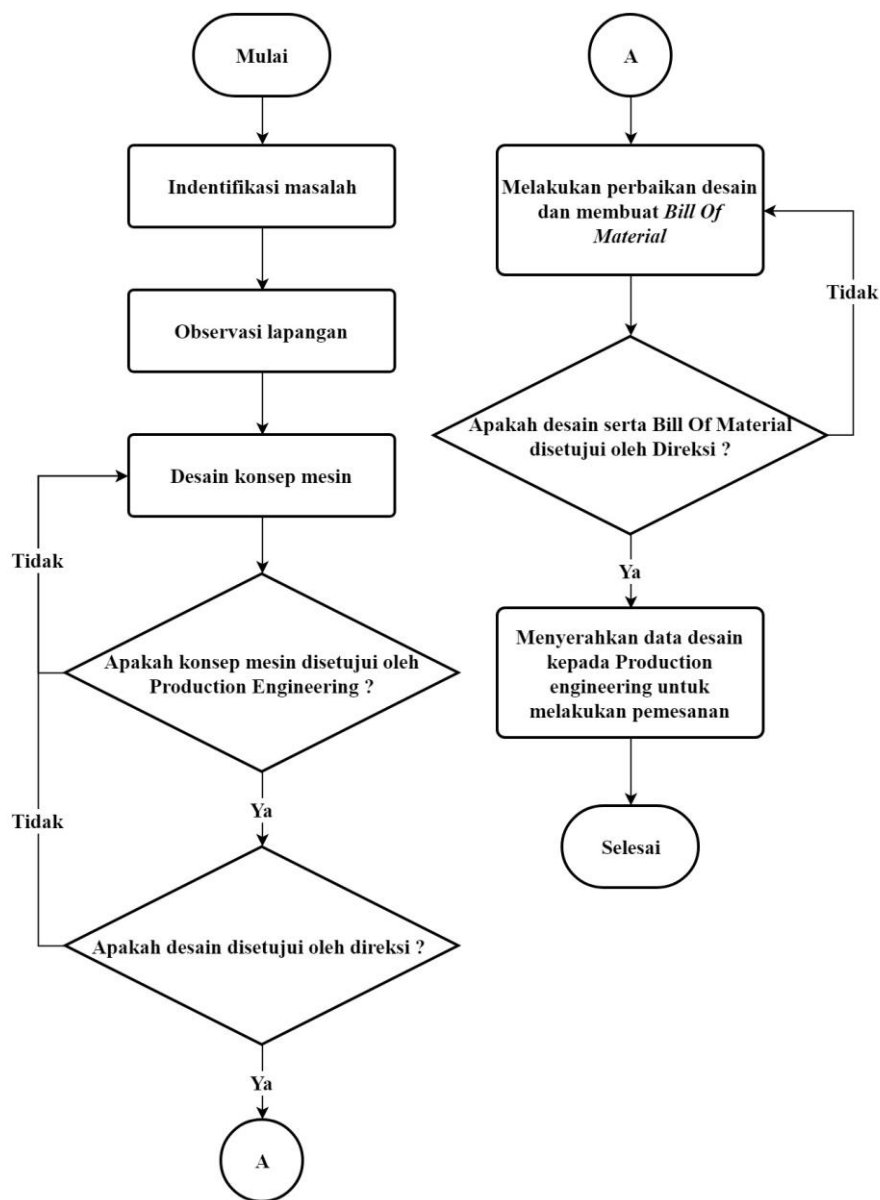 Mulai
Indentifikasi masalah
Observasi lapangan
Desain konsep mesin
Tidak
Apakah konsep mesin disetujui oleh
Production Engineering ?
Ya
Tidak
Apakah desain disetujui oleh direksi ?
Ya
A
A
Melakukan perbaikan desain
dan membuat Bill Of
Material
Tidak
Apakah desain serta Bill Of Material
disetujui oleh Direksi ?
Ya
Menyerahkan data desain
kepada Production
engineering untuk
melakukan pemesanan
Selesai